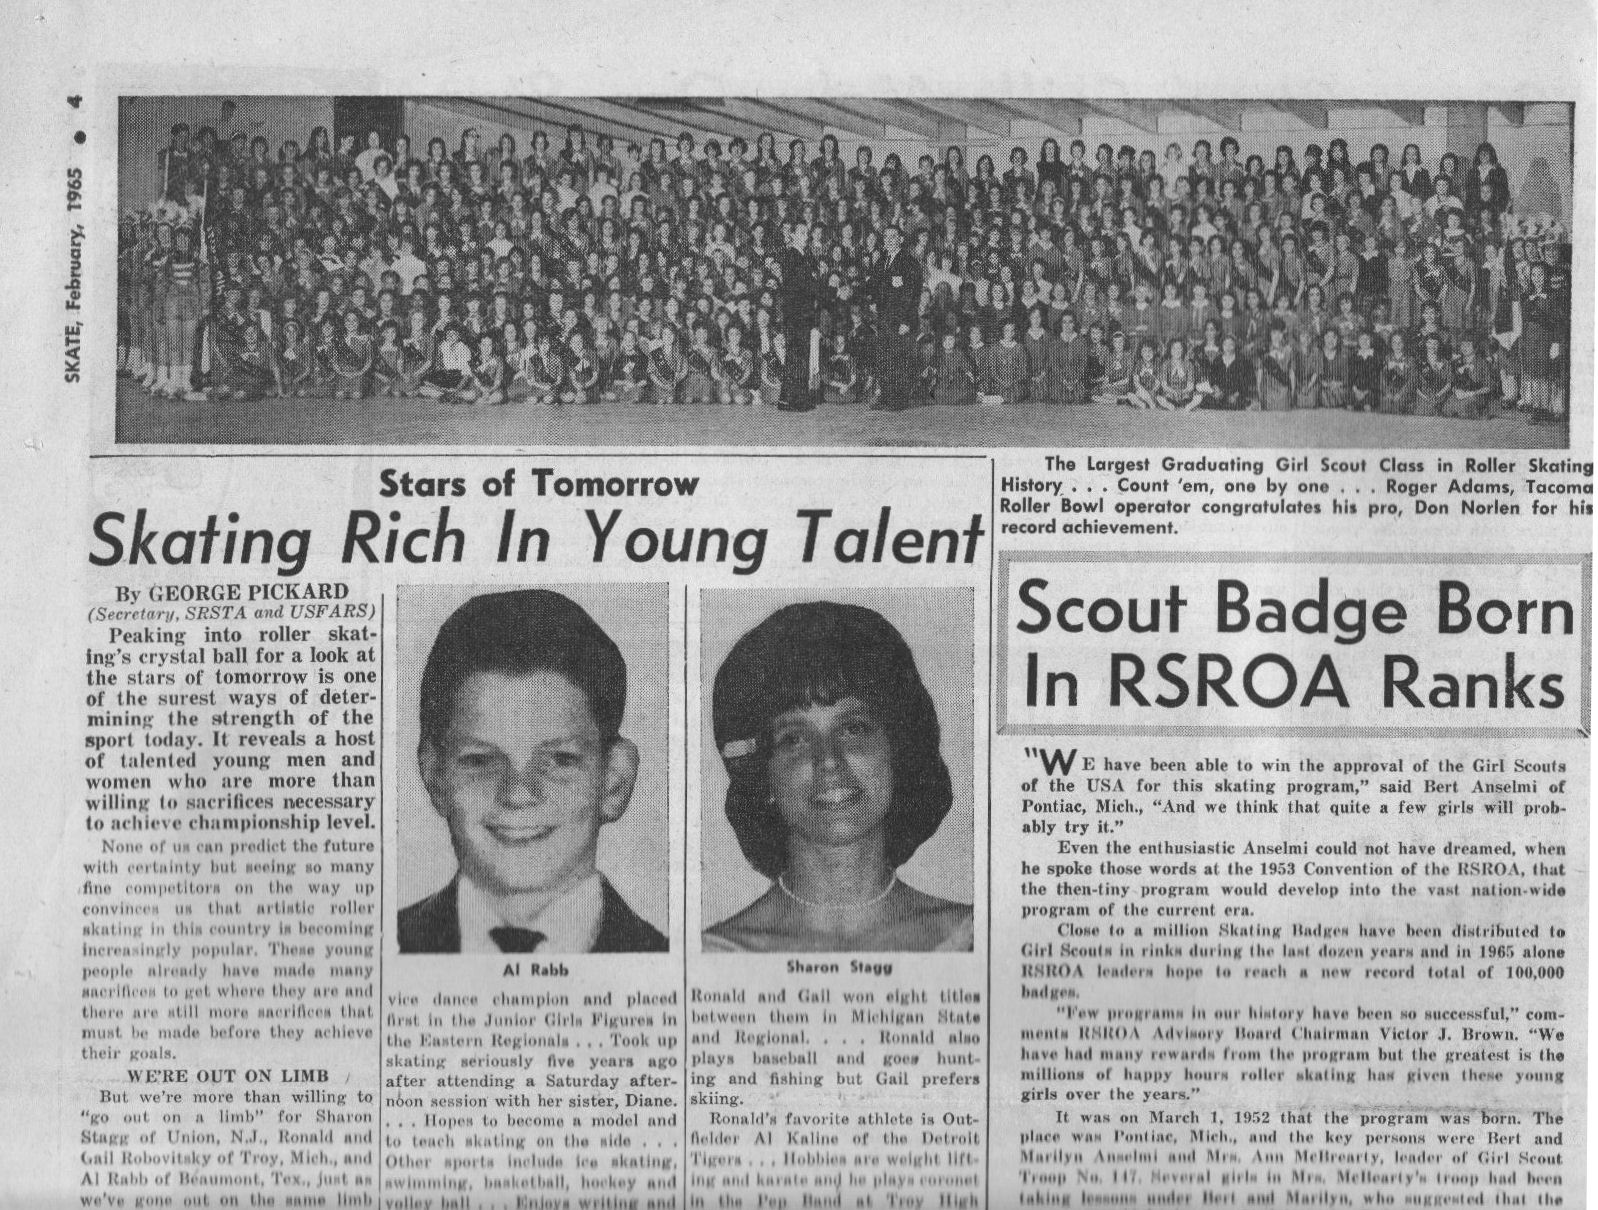 SKATE, February, 1965 ● 4
The Largest Graduating Girl Scout Class in Roller Skating
History . . . Count 'em, one by one . . . Roger Adams, Tacoma
Roller Bowl operator congratulates his pro, Don Norlen for his
record achievement.
Stars of Tomorrow
Skating Rich In Young Talent
By GEORGE PICKARD
(Secretary, SRSTA and USFARS)
Peaking into roller skat-
ing's crystal ball for a look at
the stars of tomorrow is one
of the surest ways of deter-
mining the strength of the
sport today. It reveals a host
of talented young men and
women who are more than
willing to sacrifices necessary
to achieve championship level.
None of us can predict the future
with certainty but seeing so many
fine competitors on the way up
convinces us that artistic roller
skating in this country is becoming
increasingly popular. These young
people already have made many
sacrifices to get where they are and
there are still more sacrifices that
must be made before they achieve
their goals.
WE'RE OUT ON LIMB
But we're more than willing to
"go out on a limb" for Sharon
Stagg of Union, N.J., Ronald and
Gail Robovitsky of Troy, Mich., and
Al Rabb of Beaumont, Tex., just as
we've gone out on the same limb
Al Rabb
vice dance champion and placed
first in the Junior Girls Figures in
the Eastern Regionals . . . Took up
skating seriously five years ago
after attending a Saturday after-
noon session with her sister, Diane.
. . . Hopes to become a model and
to teach skating on the side . . .
Other sports include ice skating,
swimming, basketball, hockey and
volley ball . . . Enjoys writing and
Sharon Stagg
Ronald and Gail won eight titles
between them in Michigan State
and Regional. . . . Ronald also
plays baseball and goes hunt-
ing and fishing but Gail prefers
skiing.
Ronald's favorite athlete is Out-
fielder Al Kaline of the Detroit
Tigers . . . Hobbies are weight lift-
ing and karate and he plays coronet
in the Pep Band at Troy High
Scout Badge Born
In RSROA Ranks
"WE have been able to win the approval of the Girl Scouts
of the USA for this skating program," said Bert Anselmi of
Pontiac, Mich., "And we think that quite a few girls will prob-
ably try it."
Even the enthusiastic Anselmi could not have dreamed, when
he spoke those words at the 1953 Convention of the RSROA, that
the then-tiny program would develop into the vast nation-wide
program of the current era.
Close to a million Skating Badges have been distributed to
Girl Scouts in rinks during the last dozen years and in 1965 alone
RSROA leaders hope to reach a new record total of 100,000
badges.
"Few programs in our history have been so successful," com-
ments RSROA Advisory Board Chairman Victor J. Brown. "We
have had many rewards from the program but the greatest is the
millions of happy hours roller skating has given these young
girls over the years."
It was on March 1, 1952 that the program was born. The
place was Pontiac, Mich., and the key persons were Bert and
Marilyn Anselmi and Mrs. Ann McBrearty, leader of Girl Scout
Troop No. 147. Several girls in Mrs. McBearty's troop had been
taking lessons under Bert and Marilyn, who suggested that the